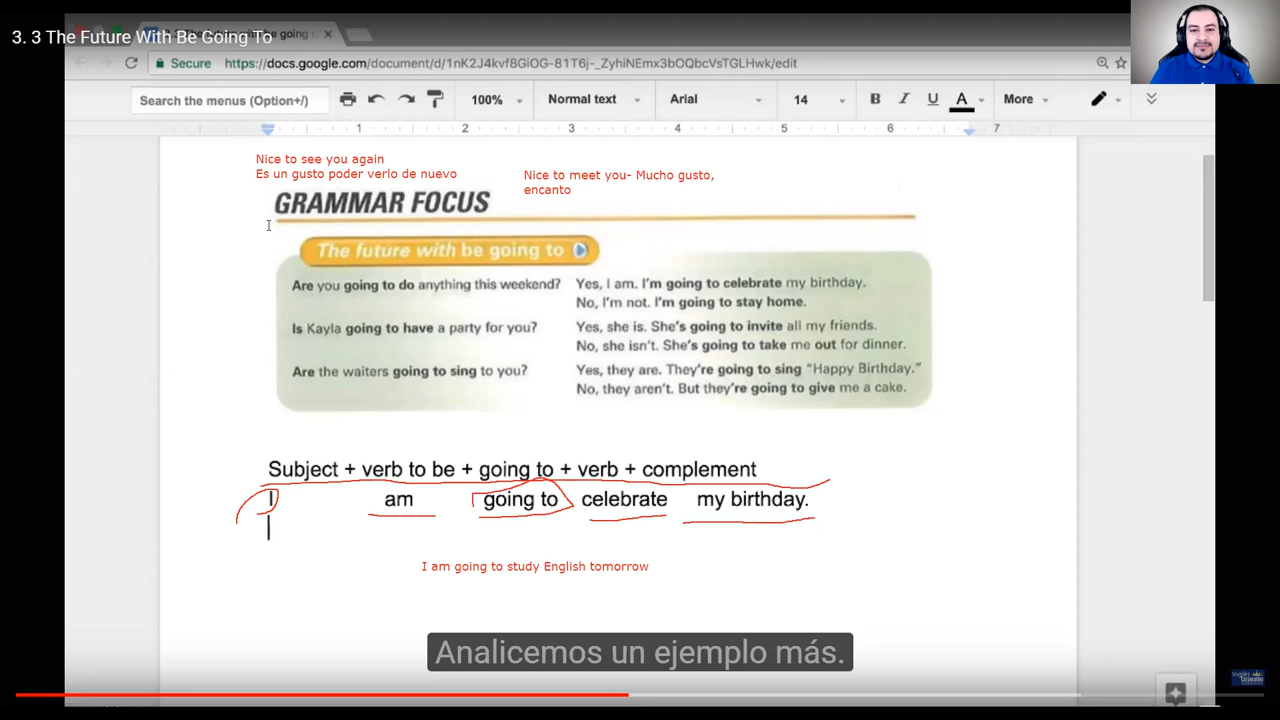 3. 3 The Future With Be Going To
Secure https://docs.google.com/document/d/1nK2J4kvf8GiOG-81T6j-_ZyhiNEmx3bOQbcVsTGLHwk/edit
Search the menus (Option+/) 100% Normal text Arial 14 B I U A More
1 2 3 4 5 6 7
Nice to see you again
Es un gusto poder verlo de nuevo
Nice to meet you- Mucho gusto,
encanto
GRAMMAR FOCUS
The future with be going to
Are you going to do anything this weekend? Yes, I am. I'm going to celebrate my birthday.
No, I'm not. I'm going to stay home.
Is Kayla going to have a party for you? Yes, she is. She's going to invite all my friends.
No, she isn't. She's going to take me out for dinner.
Are the waiters going to sing to you? Yes, they are. They're going to sing “Happy Birthday.”
No, they aren't. But they're going to give me a cake.
Subject + verb to be + going to + verb + complement
I am going to celebrate my birthday.
I am going to study English tomorrow
Analicemos un ejemplo más.